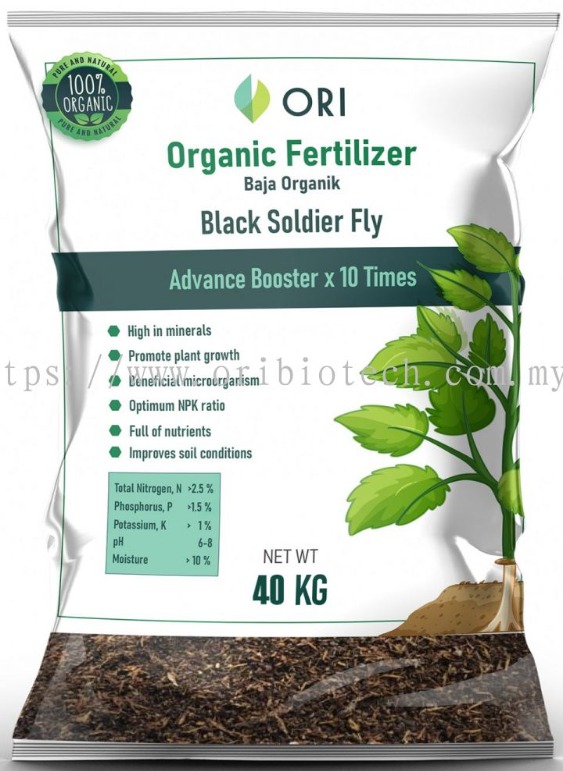 PURE AND NATURAL
100%
ORGANIC
PURE AND NATURAL
ORI
Organic Fertilizer
Baja Organik
Black Soldier Fly
Advance Booster x 10 Times
High in minerals
Promote plant growth
Beneficial microorganism
tps://www.oribiotech.com.my
Optimum NPK ratio
Full of nutrients
Improves soil conditions
Total Nitrogen, N >2.5 %
Phosphorus, P >1.5 %
Potassium, K > 1%
pH 6-8
Moisture > 10 %
NET WT
40 KG